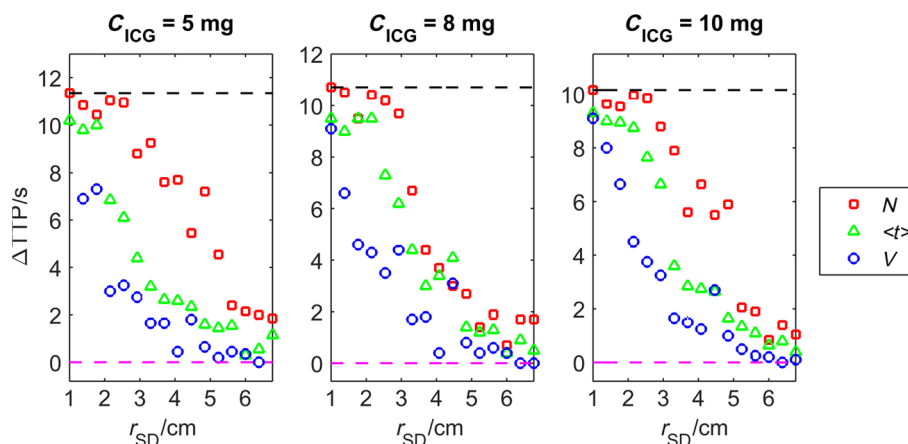 C_ICG = 5 mg
C_ICG = 8 mg
C_ICG = 10 mg
ΔTTP/s
12
10
8
6
4
2
0
12
10
8
6
4
2
0
10
8
6
4
2
0
1 2 3 4 5 6
1 2 3 4 5 6
1 2 3 4 5 6
r_SD/cm
r_SD/cm
r_SD/cm
N
<t>
V